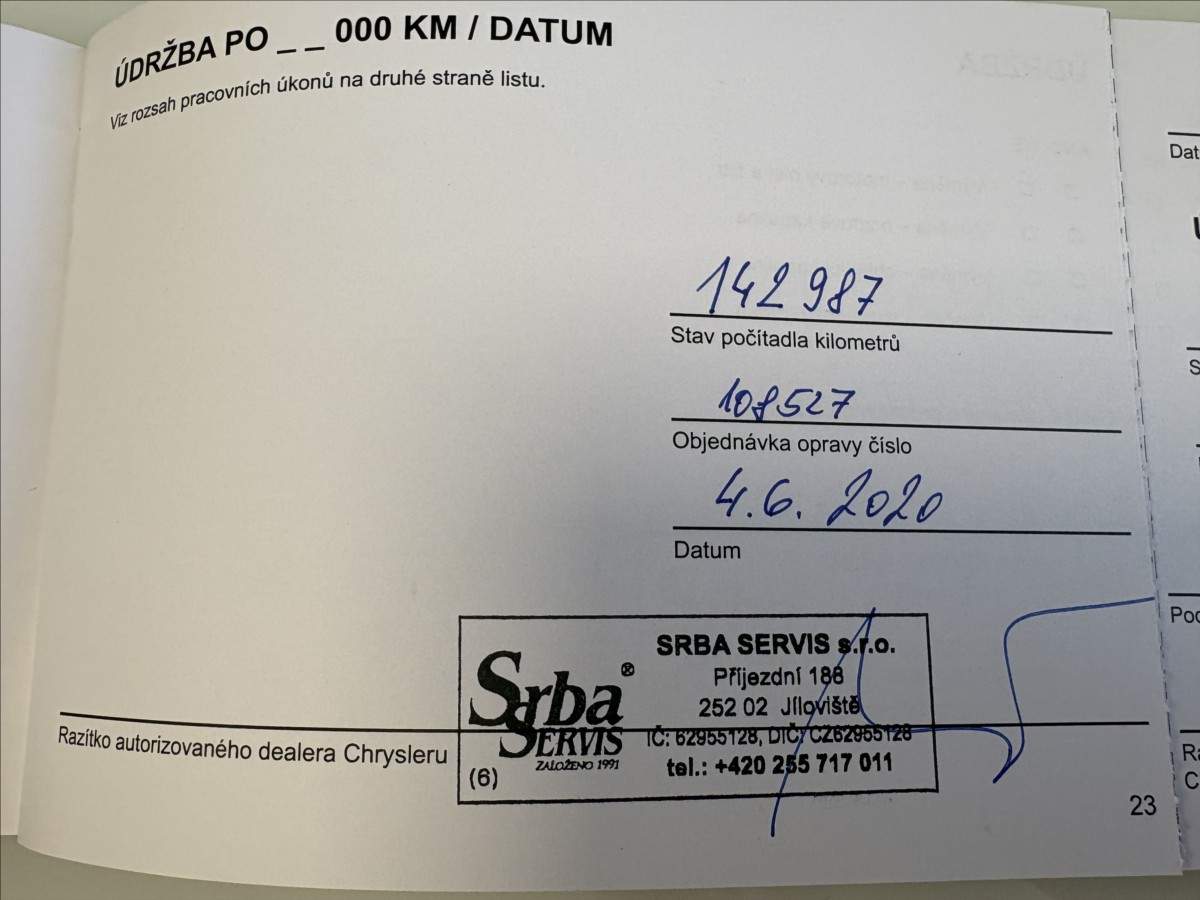 ÚDRŽBA PO _ _ 000 KM / DATUM
Viz rozsah pracovních úkonů na druhé straně listu.
142 987
Stav počítadla kilometrů
108527
Objednávka opravy číslo
4.6. 2020
Datum
Srba
SERVIS
ZALOŽENO 1991
(6)
SRBA SERVIS s.r.o.
Příjezdní 188
252 02 Jíloviště
IČ: 62955128, DIČ: CZ62955128
tel.: +420 255 717 011
Razítko autorizovaného dealera Chrysleru
23
Dat